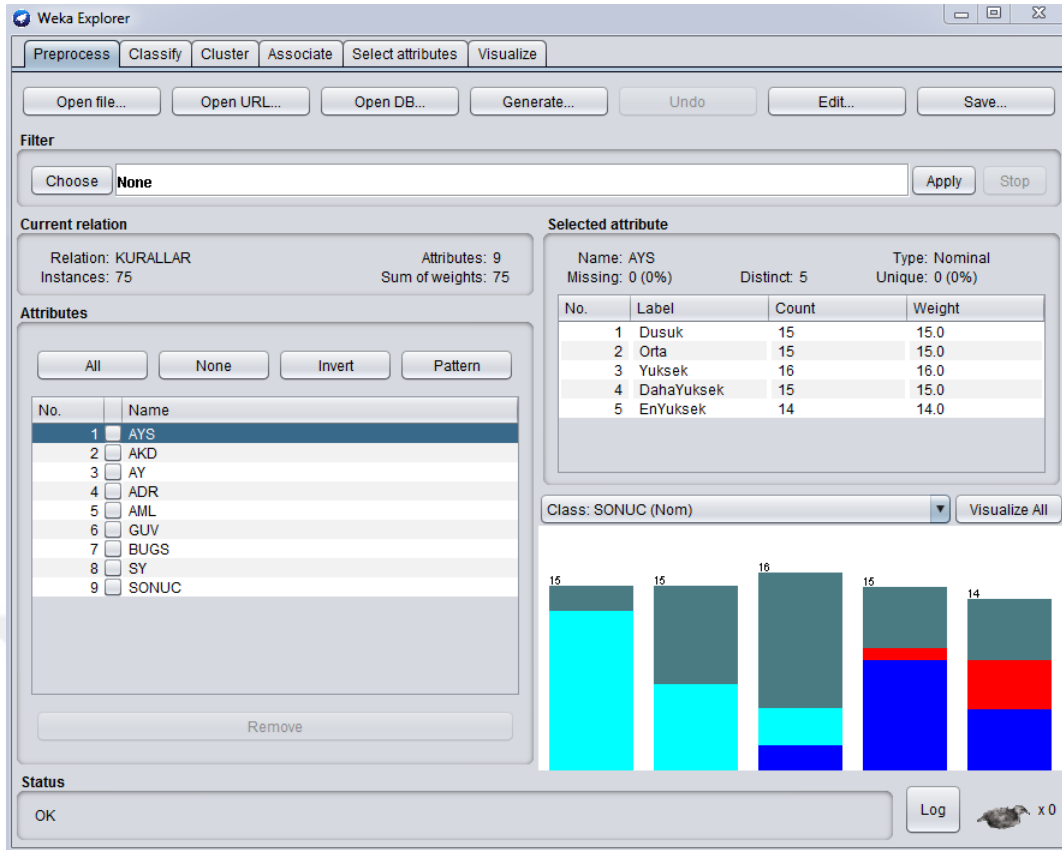 Weka Explorer
Preprocess Classify Cluster Associate Select attributes Visualize
Open file... Open URL... Open DB... Generate... Undo Edit... Save...
Filter
Choose None Apply Stop
Current relation
Relation: KURALLAR Attributes: 9
Instances: 75 Sum of weights: 75
Attributes
All None Invert Pattern
No. Name
1 AYS
2 AKD
3 AY
4 ADR
5 AML
6 GUV
7 BUGS
8 SY
9 SONUC
Remove
Selected attribute
Name: AYS Type: Nominal
Missing: 0 (0%) Distinct: 5 Unique: 0 (0%)
No. Label Count Weight
1 Dusuk 15 15.0
2 Orta 15 15.0
3 Yuksek 16 16.0
4 DahaYuksek 15 15.0
5 EnYuksek 14 14.0
Class: SONUC (Nom) Visualize All
15 15 16 15 14
Status
OK Log x 0